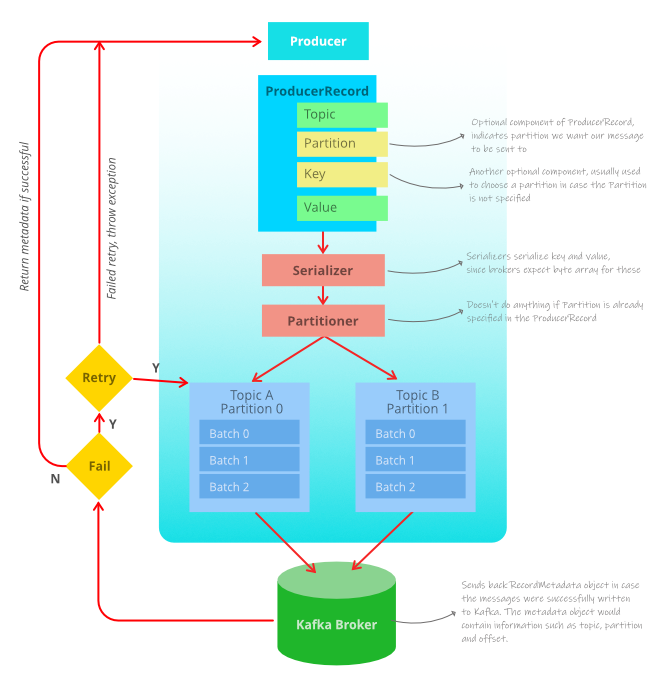 Producer
ProducerRecord
Topic
Partition
Key
Value
Optional component of ProducerRecord,
indicates partition we want our message
to be sent to
Another optional component, usually used
to choose a partition in case the Partition
is not specified
Serializer
Serializers serialize key and Value,
since brokers expect byte array for these
Partitioner
Doesn't do anything if Partition is already
specified in the ProducerRecord
Return metadata if successful
Failed retry, throw exception
Retry
Y
Y
Fail
N
Topic A
Partition 0
Batch 0
Batch 1
Batch 2
Topic B
Partition 1
Batch 0
Batch 1
Batch 2
Kafka Broker
Sends back RecordMetadata object in case
the messages were successfully written
to Kafka. The metadata object would
contain information such as topic, partition
and offset.